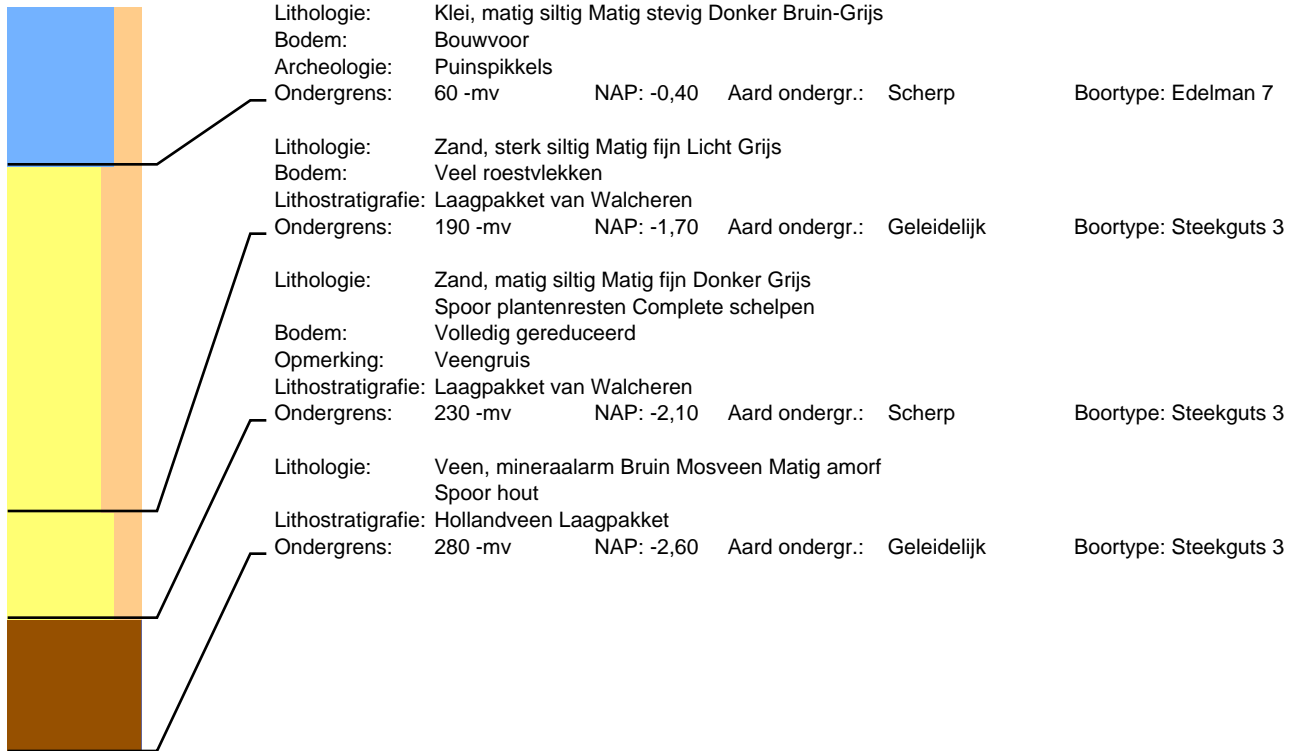 Lithologie: Klei, matig siltig Matig stevig Donker Bruin-Grijs
Bodem: Bouwvoor
Archeologie: Puinspikkels
Ondergrens: 60 -mv NAP: -0,40 Aard ondergr.: Scherp Boortype: Edelman 7
Lithologie: Zand, sterk siltig Matig fijn Licht Grijs
Bodem: Veel roestvlekken
Lithostratigrafie: Laagpakket van Walcheren
Ondergrens: 190 -mv NAP: -1,70 Aard ondergr.: Geleidelijk Boortype: Steekguts 3
Lithologie: Zand, matig siltig Matig fijn Donker Grijs
Spoor plantenresten Complete schelpen
Bodem: Volledig gereduceerd
Opmerking: Veengruis
Lithostratigrafie: Laagpakket van Walcheren
Ondergrens: 230 -mv NAP: -2,10 Aard ondergr.: Scherp Boortype: Steekguts 3
Lithologie: Veen, mineraalarm Bruin Mosveen Matig amorf
Spoor hout
Lithostratigrafie: Hollandveen Laagpakket
Ondergrens: 280 -mv NAP: -2,60 Aard ondergr.: Geleidelijk Boortype: Steekguts 3